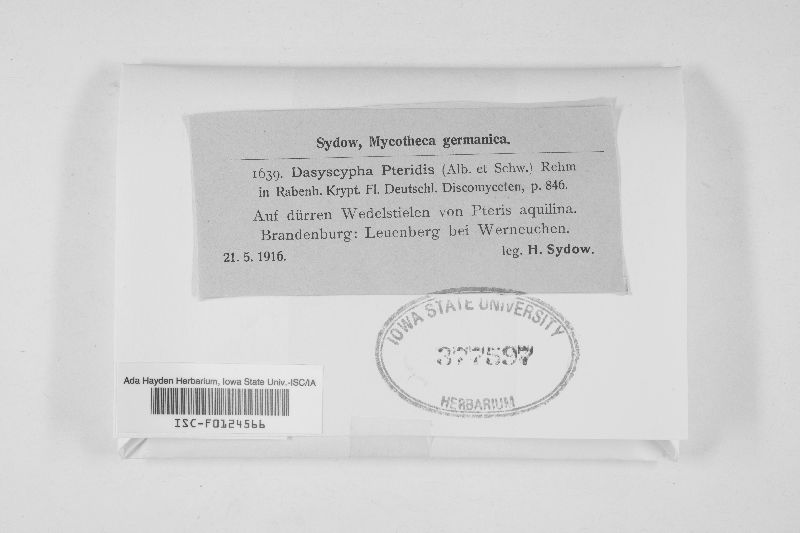 Sydow, Mycotheca germanica.
1639. Dasyscypha Pteridis (Alb. et Schw.) Rehm
in Rabenh. Krypt. Fl. Deutschl. Discomyceten, p. 846.
Auf dürren Wedelstielen von Pteris aquilina.
Brandenburg: Leuenberg bei Werneuchen.
21. 5. 1916. leg. H. Sydow.
IOWA STATE UNIVERSITY
377597
HERBARIUM
Ada Hayden Herbarium, Iowa State Univ.-ISC/IA
ISC-F0124566